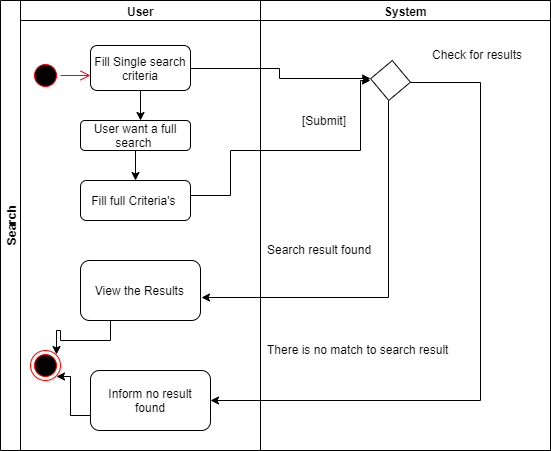 User
System
Search
Fill Single search
criteria
Check for results
User want a full
search
[Submit]
Fill full Criteria's
Search result found
View the Results
There is no match to search result
Inform no result
found